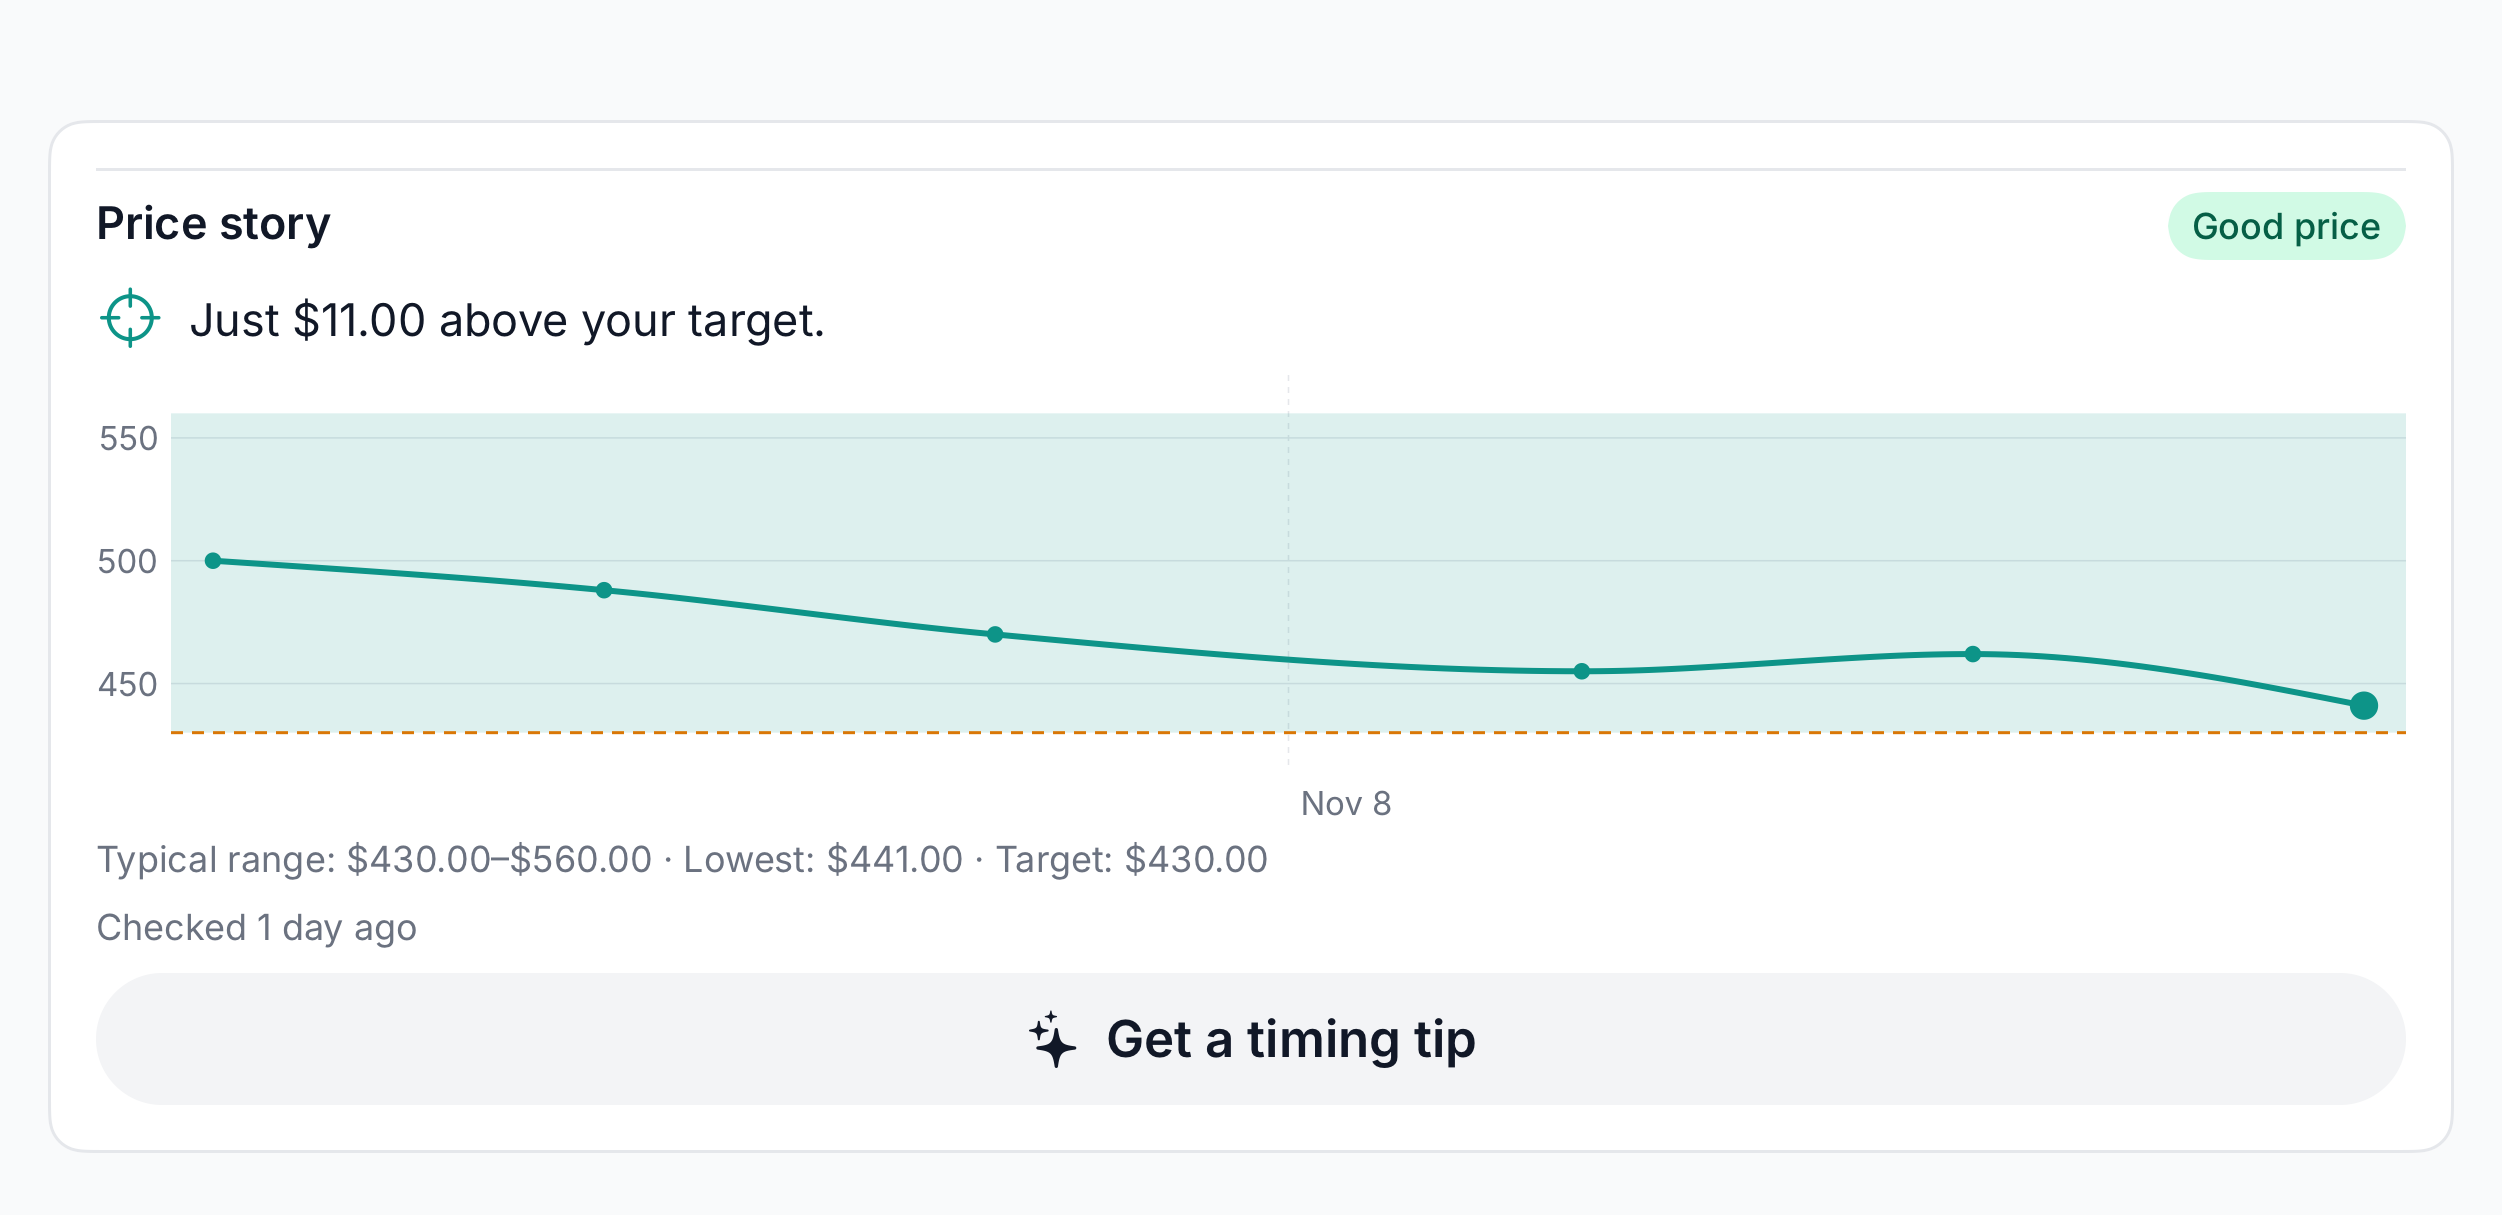 Price story
Good price
Just $11.00 above your target.
550
500
450
Nov 8
Typical range: $430.00–$560.00 · Lowest: $441.00 · Target: $430.00
Checked 1 day ago
Get a timing tip